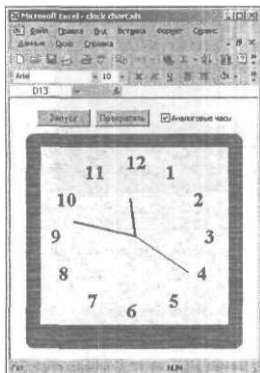 Microsoft Excel - clock chart.xls
Файл Правка Вид Вставка Формат Сервис
Данные Окно Справка
Arial 10 Ж К Ч
D13
Запуск Прекратить Аналоговые часы
12
11 1
10 2
9 3
8 4
7 5
6
NUM